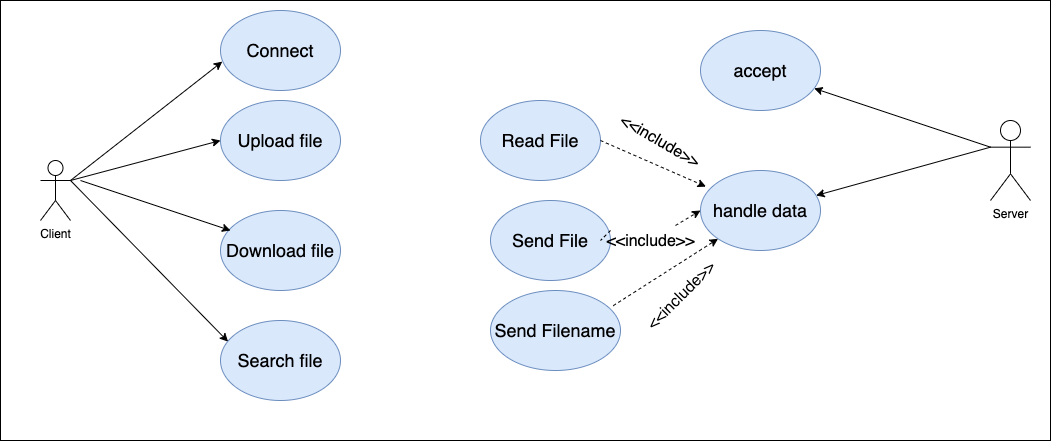 Connect
Upload file
Download file
Search file
Client
Read File
Send File
Send Filename
<<include>>
<<include>>
<<include>>
accept
handle data
Server